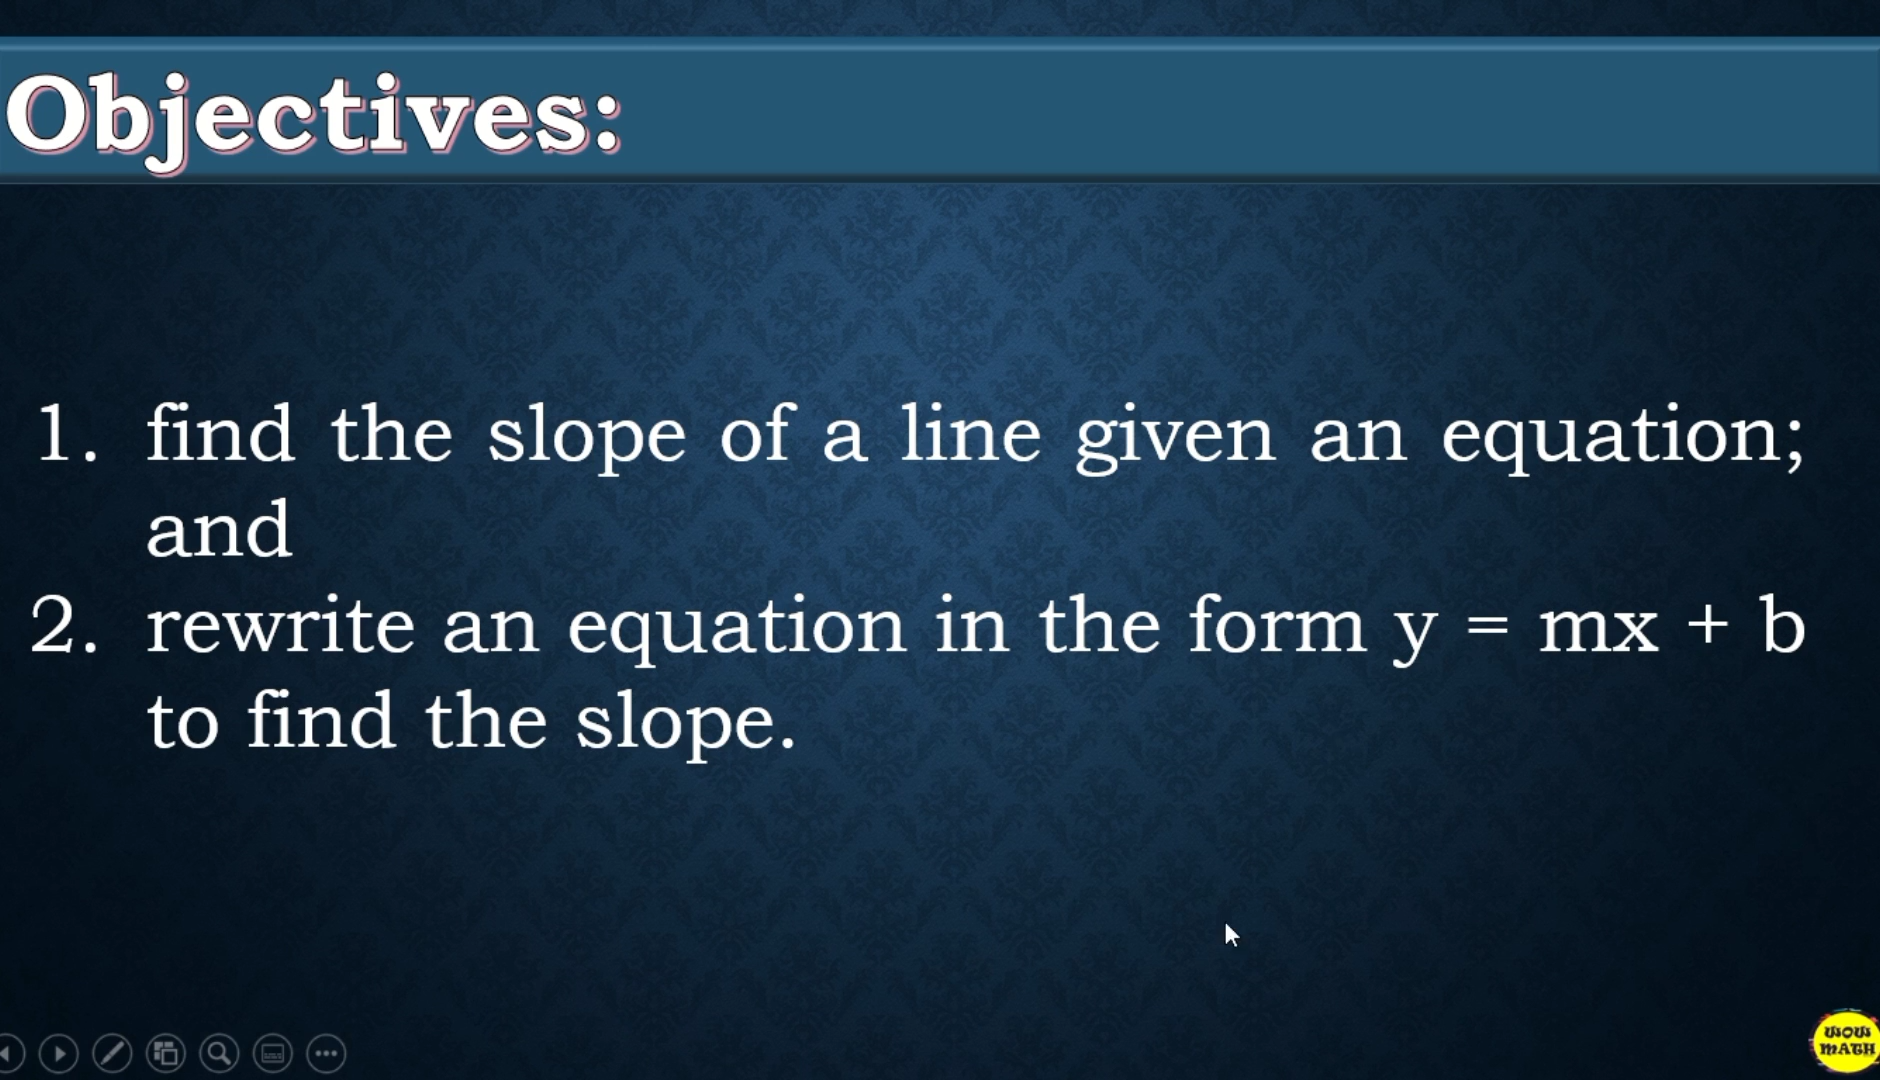 Objectives:
1. find the slope of a line given an equation;
and
2. rewrite an equation in the form y = mx + b
to find the slope.
WOW
MATH